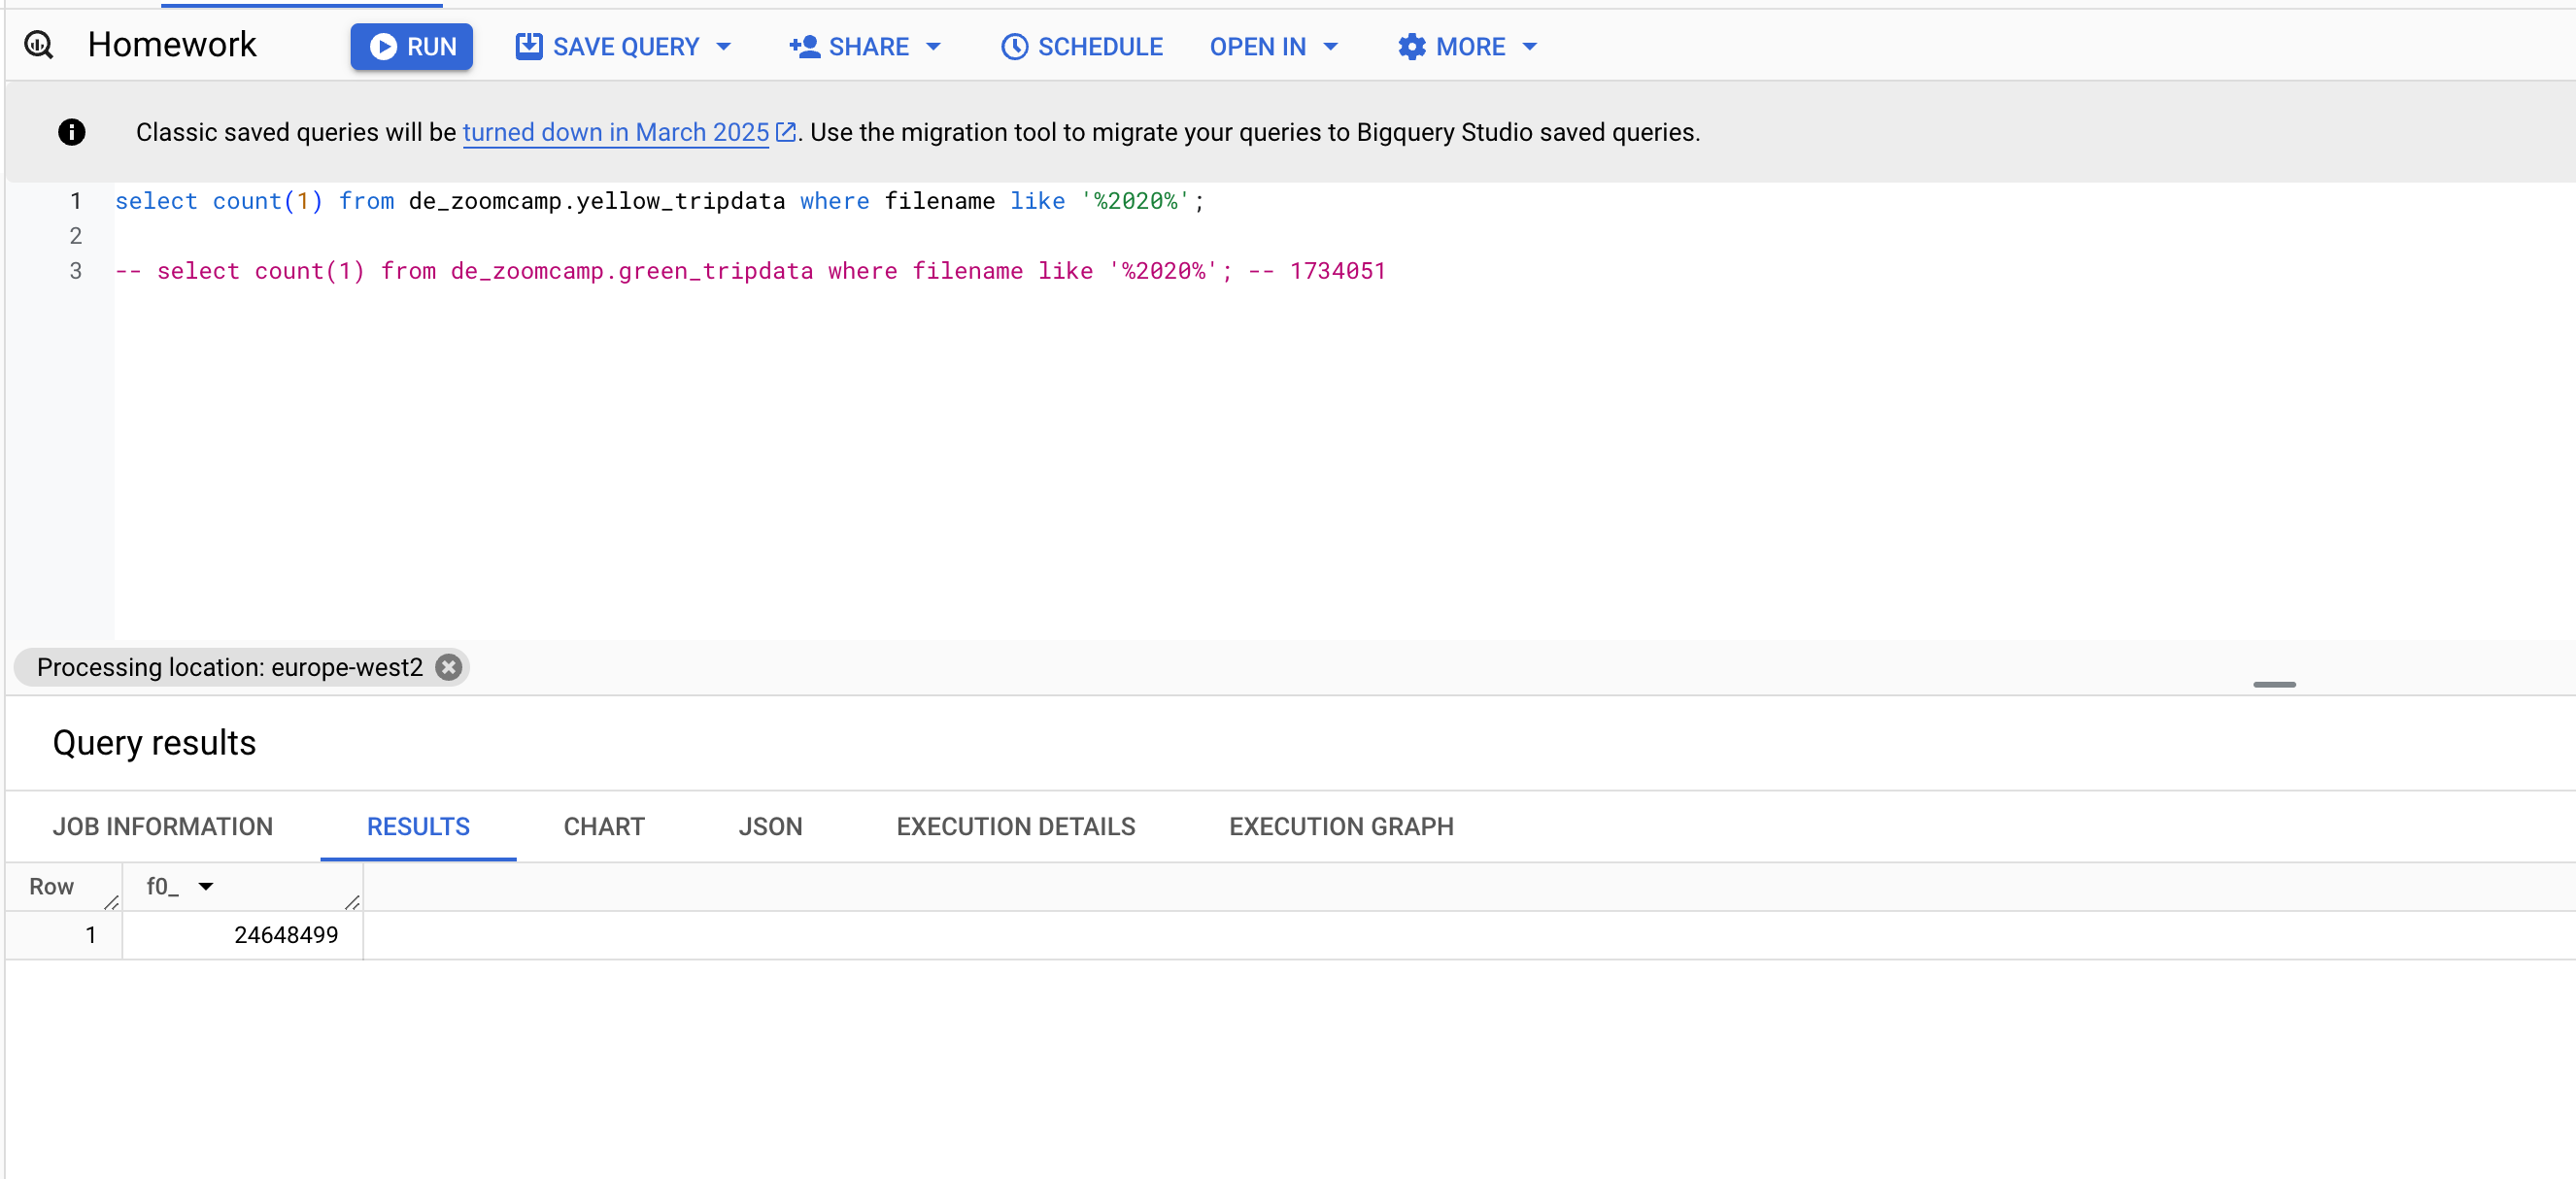 Homework RUN SAVE QUERY SHARE SCHEDULE OPEN IN MORE
Classic saved queries will be turned down in March 2025. Use the migration tool to migrate your queries to Bigquery Studio saved queries.
1 select count(1) from de_zoomcamp.yellow_tripdata where filename like '%2020%';
2
3 -- select count(1) from de_zoomcamp.green_tripdata where filename like '%2020%'; -- 1734051
Processing location: europe-west2
Query results
JOB INFORMATION RESULTS CHART JSON EXECUTION DETAILS EXECUTION GRAPH
Row f0_
1 24648499